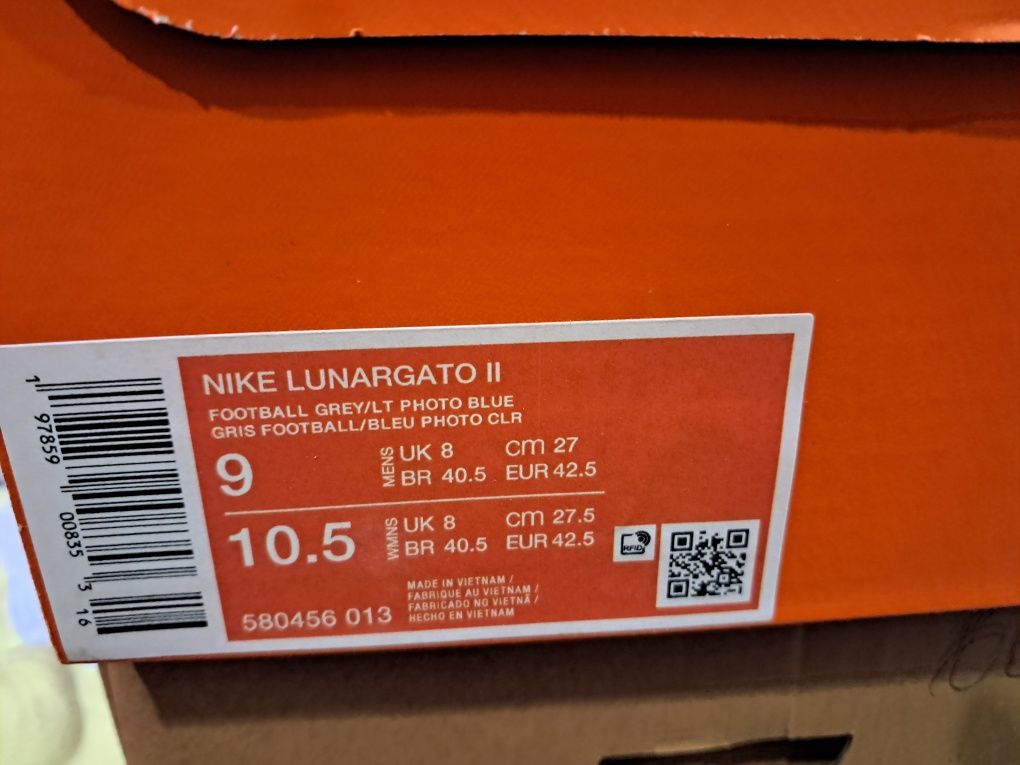 NIKE LUNARGATO II
FOOTBALL GREY/LT PHOTO BLUE
GRIS FOOTBALL/BLEU PHOTO CLR
9 MENS UK 8 CM 27
BR 40.5 EUR 42.5
10.5 WMNS UK 8 CM 27.5
BR 40.5 EUR 42.5
RFID
580456 013
MADE IN VIETNAM /
FABRIQUE AU VIETNAM /
FABRICADO NO VIETNÃ /
HECHO EN VIETNAM
1 97859 00835 3 16